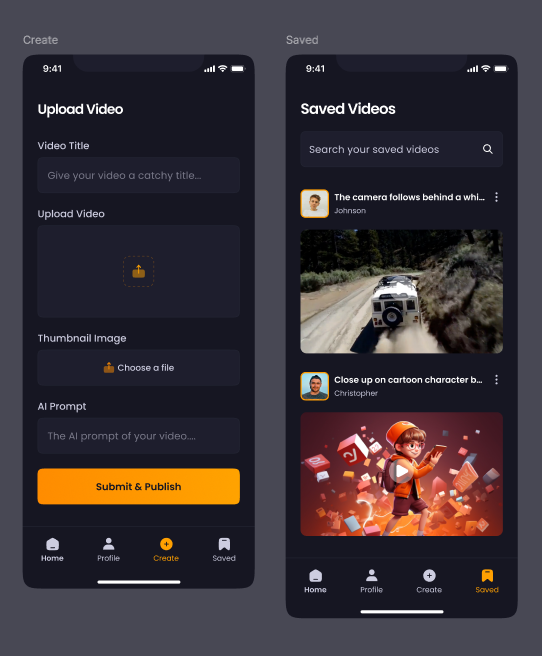 Create
9:41
Upload Video
Video Title
Give your video a catchy title...
Upload Video
Thumbnail Image
Choose a file
AI Prompt
The AI prompt of your video....
Submit & Publish
Home
Profile
Create
Saved
Saved
9:41
Saved Videos
Search your saved videos
The camera follows behind a whi...
Johnson
Close up on cartoon character b...
Christopher
Home
Profile
Create
Saved